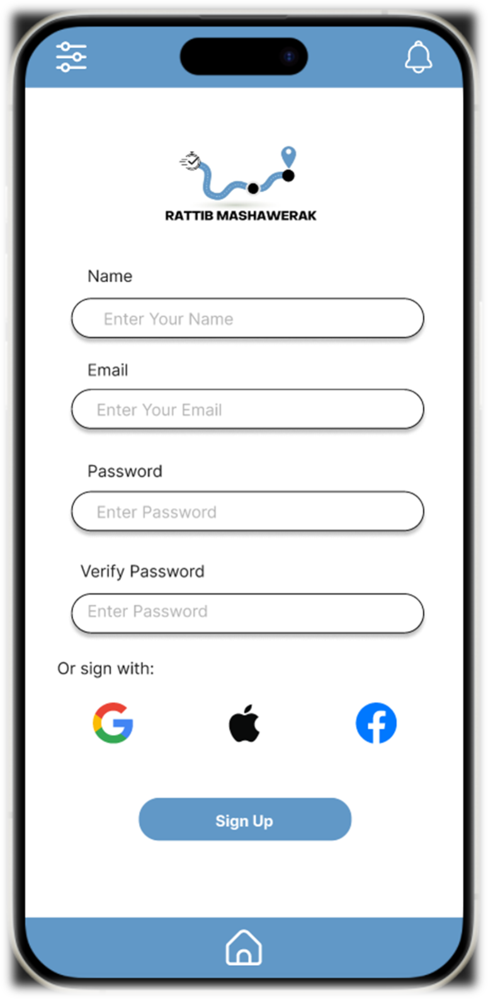 RATTIB MASHAWERAK
Name
Enter Your Name
Email
Enter Your Email
Password
Enter Password
Verify Password
Enter Password
Or sign with:
Sign Up